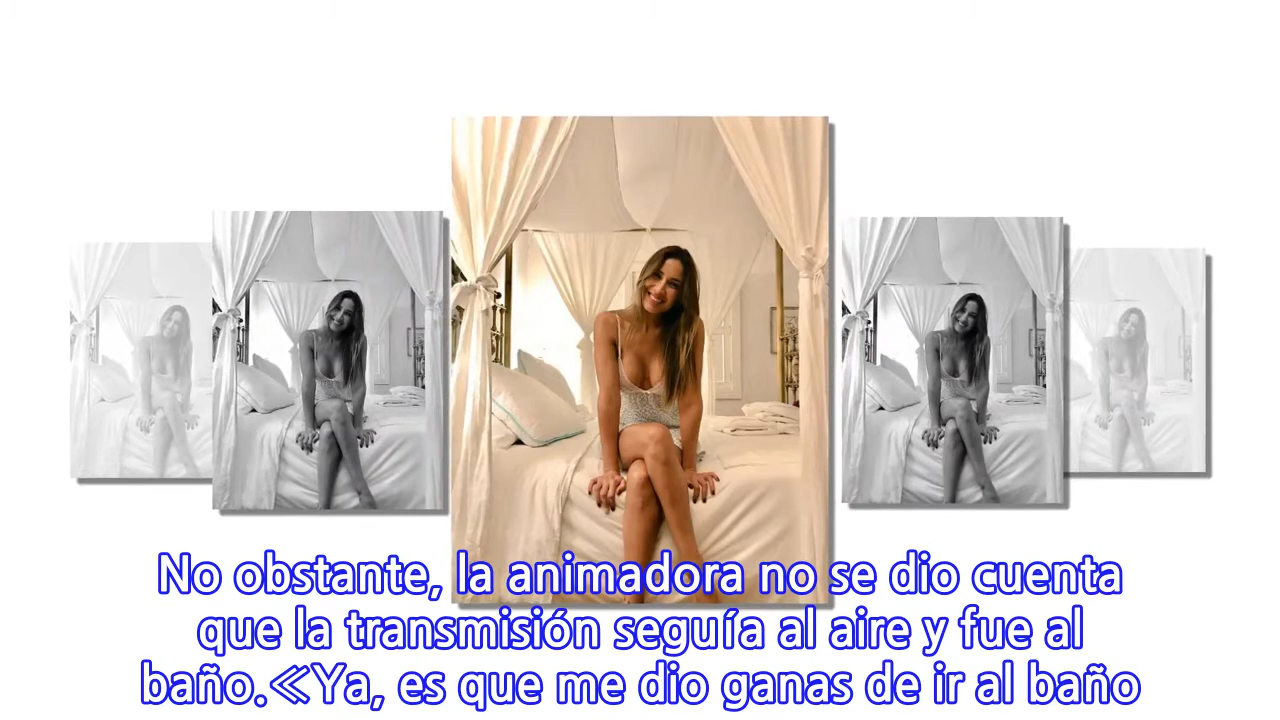 No obstante, la animadora no se dio cuenta
que la transmisión seguía al aire y fue al
baño.≪Ya, es que me dio ganas de ir al baño